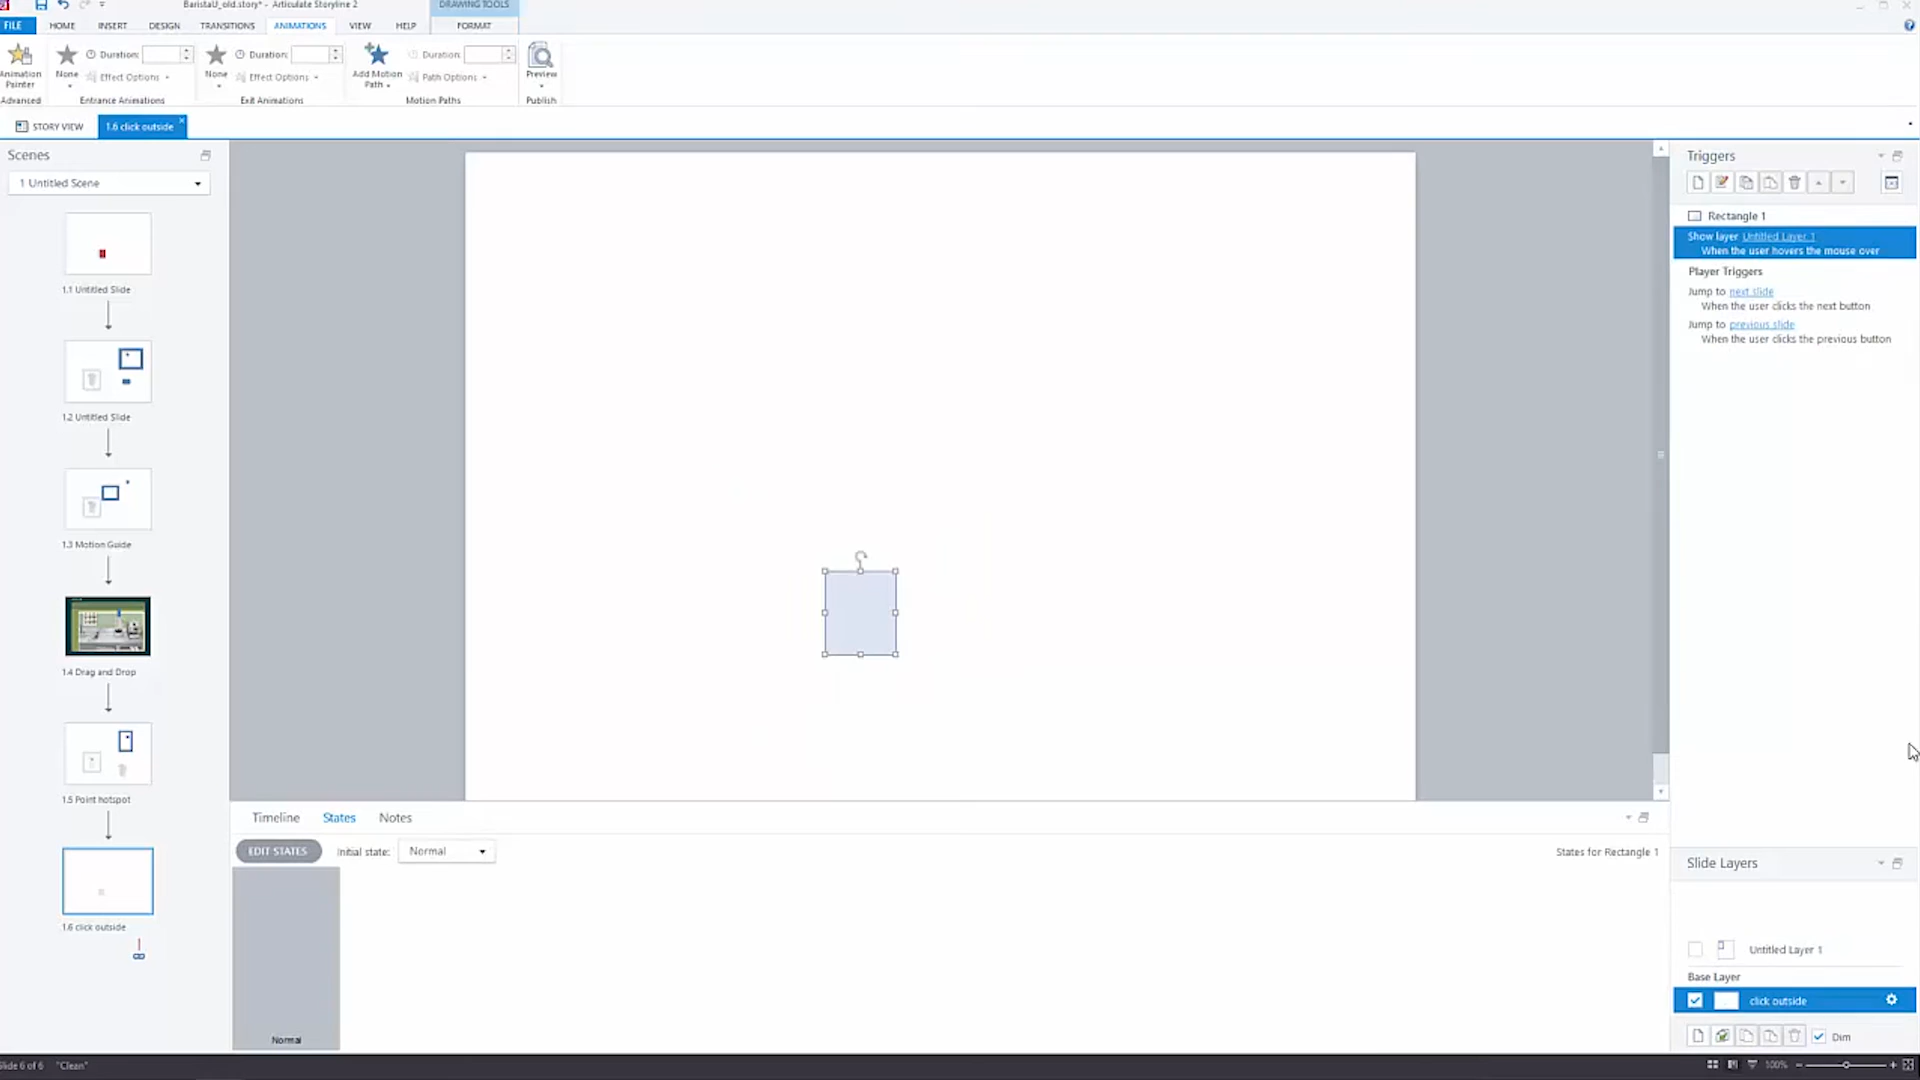 BaristaU_old.story* - Articulate Storyline 2
DRAWING TOOLS
FILE HOME INSERT DESIGN TRANSITIONS ANIMATIONS VIEW HELP FORMAT
Animation Painter
None
Duration:
Effect Options
None
Duration:
Effect Options
Add Motion Path
Duration:
Path Options
Preview
Advanced Entrance Animations Exit Animations Motion Paths Publish
STORY VIEW 1.6 click outside
Scenes
1 Untitled Scene
1.1 Untitled Slide
1.2 Untitled Slide
1.3 Motion Guide
1.4 Drag and Drop
1.5 Point hotspot
1.6 click outside
Timeline States Notes
EDIT STATES Initial state: Normal States for Rectangle 1
Normal
Triggers
Rectangle 1
Show layer Untitled Layer 1
When the user hovers the mouse over
Player Triggers
Jump to next slide
When the user clicks the next button
Jump to previous slide
When the user clicks the previous button
Slide Layers
Untitled Layer 1
Base Layer
click outside
Dim
Slide 6 of 6 "Clean" 100%